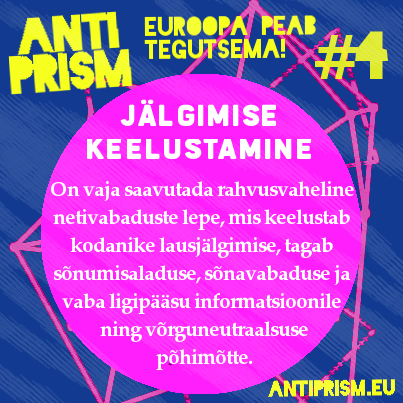 ANTI
PRISM
EUROOPA PEAB
TEGUTSEMA!
#4
JÄLGIMISE
KEELUSTAMINE
On vaja saavutada rahvusvaheline
netivabaduste lepe, mis keelustab
kodanike lausjälgimise, tagab
sõnumisaladuse, sõnavabaduse ja
vaba ligipääsu informatsioonile
ning võrguneutraalsuse
põhimõtte.
ANTIPRISM.EU